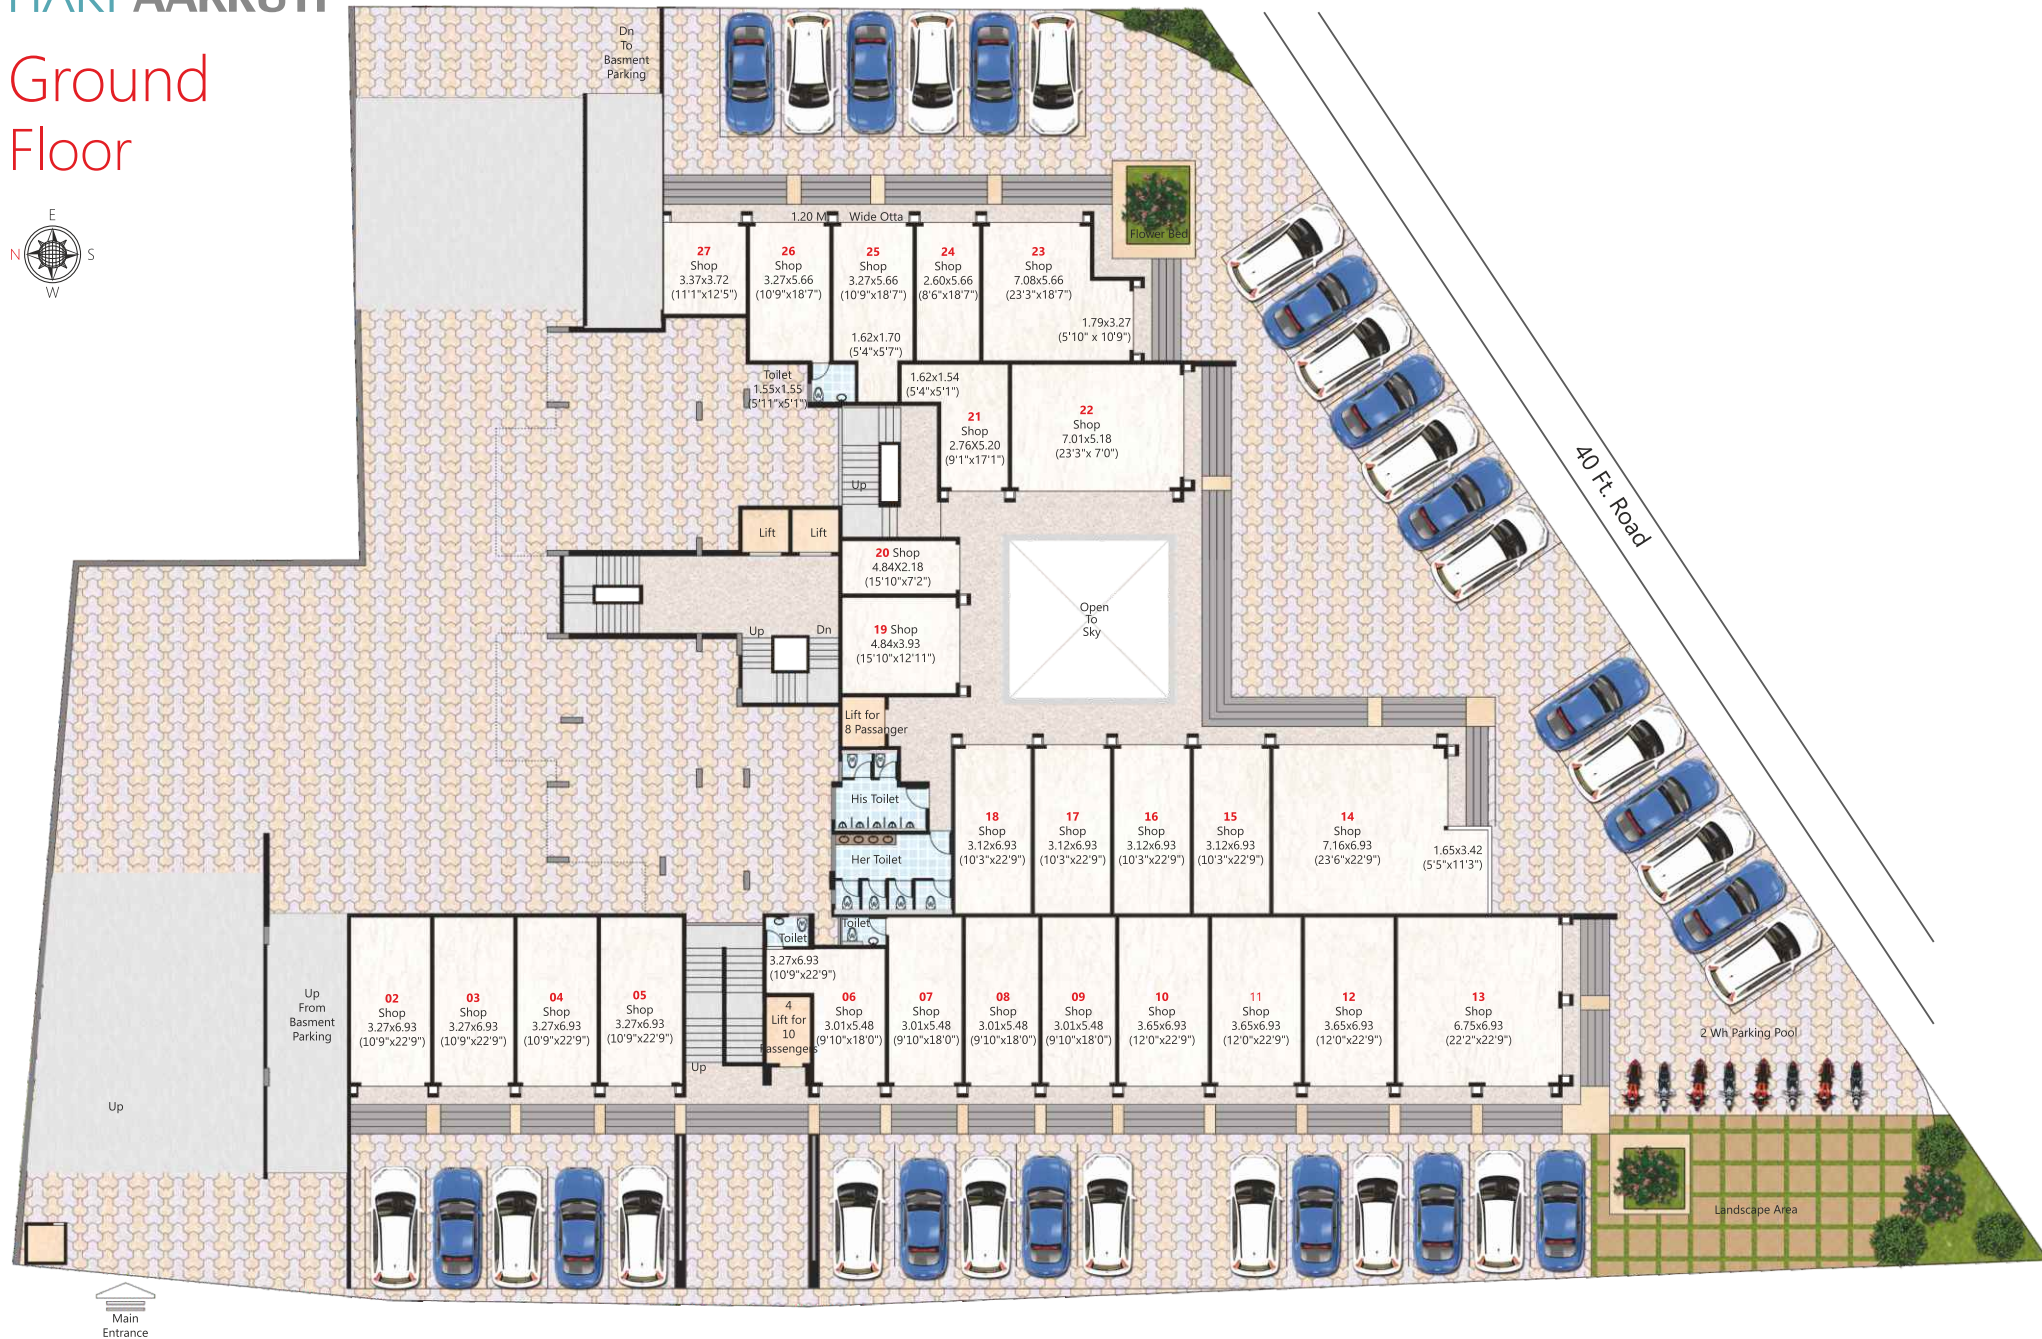 HARI AAKRUTI
Ground
Floor
E
N
S
W
Dn
To
Basment
Parking
1.20 M Wide Otta
Flower Bed
27
Shop
3.37x3.72
(11'1"x12'5")
26
Shop
3.27x5.66
(10'9"x18'7")
25
Shop
3.27x5.66
(10'9"x18'7")
1.62x1.70
(5'4"x5'7")
24
Shop
2.60x5.66
(8'6"x18'7")
23
Shop
7.08x5.66
(23'3"x18'7")
1.79x3.27
(5'10" x 10'9")
Toilet
1.55x1.55
(5'11"x5'1")
1.62x1.54
(5'4"x5'1")
21
Shop
2.76X5.20
(9'1"x17'1")
22
Shop
7.01x5.18
(23'3"x 7'0")
Up
Lift
Lift
20 Shop
4.84X2.18
(15'10"x7'2")
19 Shop
4.84x3.93
(15'10"x12'11")
Up
Dn
Open
To
Sky
40 Ft. Road
Lift for
8 Passanger
His Toilet
Her Toilet
Toilet
18
Shop
3.12x6.93
(10'3"x22'9")
17
Shop
3.12x6.93
(10'3"x22'9")
16
Shop
3.12x6.93
(10'3"x22'9")
15
Shop
3.12x6.93
(10'3"x22'9")
14
Shop
7.16x6.93
(23'6"x22'9")
1.65x3.42
(5'5"x11'3")
Up
Up
From
Basment
Parking
02
Shop
3.27x6.93
(10'9"x22'9")
03
Shop
3.27x6.93
(10'9"x22'9")
04
Shop
3.27x6.93
(10'9"x22'9")
05
Shop
3.27x6.93
(10'9"x22'9")
Up
Toilet
3.27x6.93
(10'9"x22'9")
4
Lift for
10
Passengers
06
Shop
3.01x5.48
(9'10"x18'0")
07
Shop
3.01x5.48
(9'10"x18'0")
08
Shop
3.01x5.48
(9'10"x18'0")
09
Shop
3.01x5.48
(9'10"x18'0")
10
Shop
3.65x6.93
(12'0"x22'9")
11
Shop
3.65x6.93
(12'0"x22'9")
12
Shop
3.65x6.93
(12'0"x22'9")
13
Shop
6.75x6.93
(22'2"x22'9")
2 Wh Parking Pool
Landscape Area
Main
Entrance